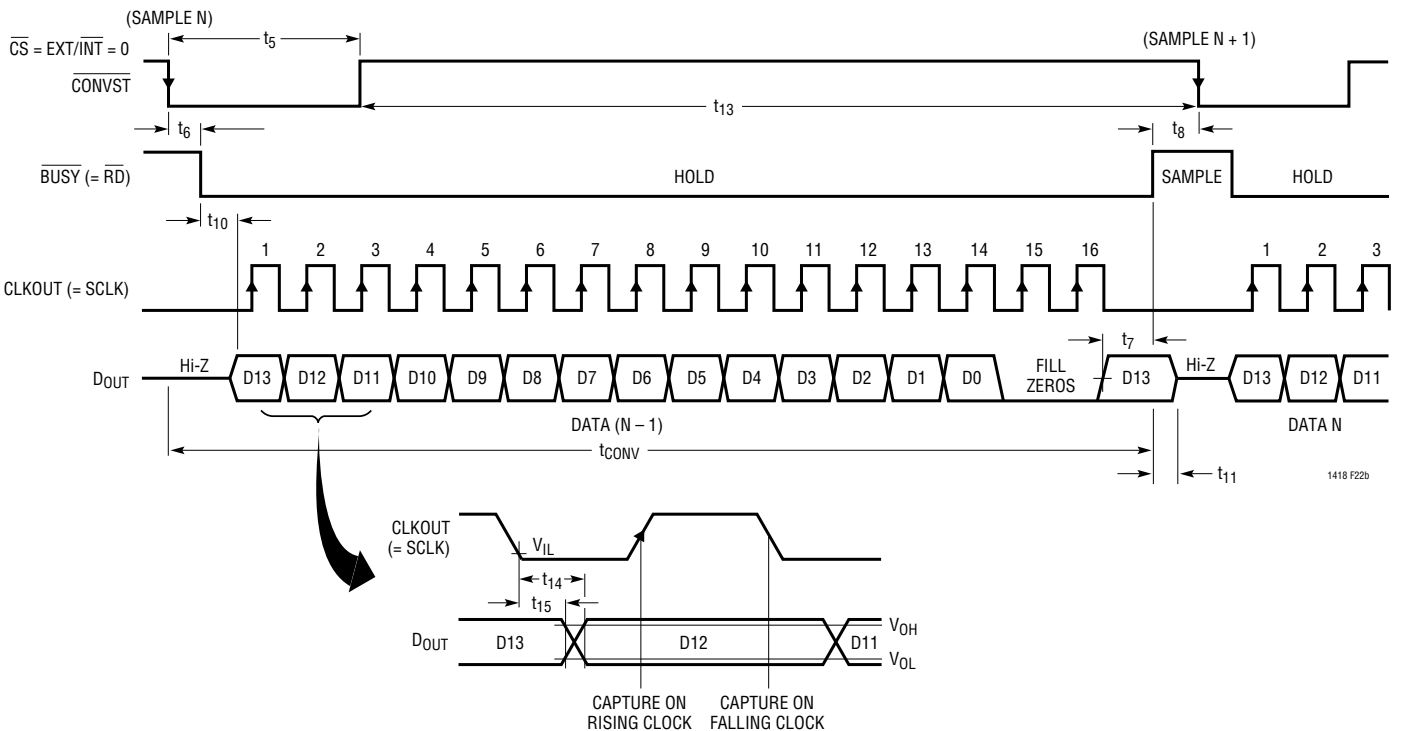 (SAMPLE N)
t5
(SAMPLE N + 1)
CS = EXT/INT = 0
CONVST
t13
t6
t8
BUSY (= RD)
HOLD
SAMPLE
HOLD
t10
1 2 3 4 5 6 7 8 9 10 11 12 13 14 15 16 1 2 3
CLKOUT (= SCLK)
t7
Hi-Z
FILL
ZEROS
Hi-Z
DOUT
D13 D12 D11 D10 D9 D8 D7 D6 D5 D4 D3 D2 D1 D0 D13 D13 D12 D11
DATA (N – 1)
DATA N
tCONV
t11
1418 F22b
CLKOUT
(= SCLK)
VIL
t14
t15
VOH
DOUT
D13 D12 D11
VOL
CAPTURE ON
RISING CLOCK
CAPTURE ON
FALLING CLOCK